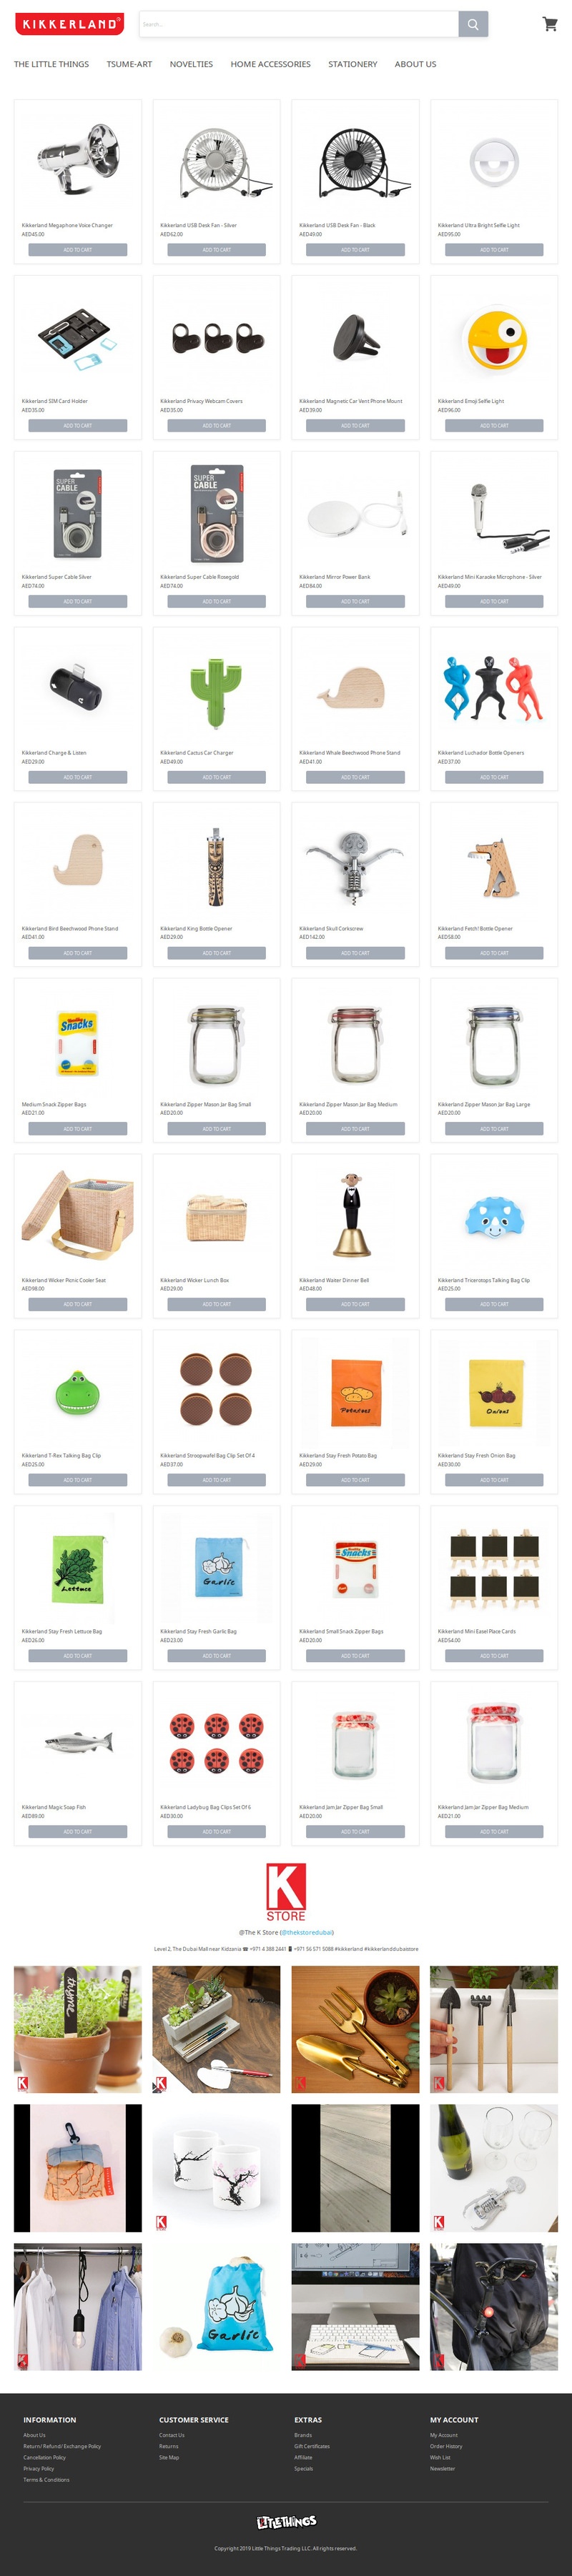 KIKKERLAND
Search...
THE LITTLE THINGS TSUME-ART NOVELTIES HOME ACCESSORIES STATIONERY ABOUT US
Kikkerland Megaphone Voice Changer
AED45.00
ADD TO CART
Kikkerland USB Desk Fan - Silver
AED62.00
ADD TO CART
Kikkerland USB Desk Fan - Black
AED49.00
ADD TO CART
Kikkerland Ultra Bright Selfie Light
AED95.00
ADD TO CART
Kikkerland SIM Card Holder
AED35.00
ADD TO CART
Kikkerland Privacy Webcam Covers
AED35.00
ADD TO CART
Kikkerland Magnetic Car Vent Phone Mount
AED39.00
ADD TO CART
Kikkerland Emoji Selfie Light
AED96.00
ADD TO CART
SUPER
CABLE
Kikkerland Super Cable Silver
AED74.00
ADD TO CART
SUPER
CABLE
Kikkerland Super Cable Rosegold
AED74.00
ADD TO CART
Kikkerland Mirror Power Bank
AED84.00
ADD TO CART
Kikkerland Mini Karaoke Microphone - Silver
AED49.00
ADD TO CART
Kikkerland Charge & Listen
AED29.00
ADD TO CART
Kikkerland Cactus Car Charger
AED49.00
ADD TO CART
Kikkerland Whale Beechwood Phone Stand
AED41.00
ADD TO CART
Kikkerland Luchador Bottle Openers
AED37.00
ADD TO CART
Kikkerland Bird Beechwood Phone Stand
AED41.00
ADD TO CART
Kikkerland King Bottle Opener
AED29.00
ADD TO CART
Kikkerland Skull Corkscrew
AED142.00
ADD TO CART
Kikkerland Fetch! Bottle Opener
AED58.00
ADD TO CART
Snacks
Medium Snack Zipper Bags
AED21.00
ADD TO CART
Kikkerland Zipper Mason Jar Bag Small
AED20.00
ADD TO CART
Kikkerland Zipper Mason Jar Bag Medium
AED20.00
ADD TO CART
Kikkerland Zipper Mason Jar Bag Large
AED20.00
ADD TO CART
Kikkerland Wicker Picnic Cooler Seat
AED98.00
ADD TO CART
Kikkerland Wicker Lunch Box
AED29.00
ADD TO CART
Kikkerland Waiter Dinner Bell
AED48.00
ADD TO CART
Kikkerland Tricerotops Talking Bag Clip
AED25.00
ADD TO CART
Kikkerland T-Rex Talking Bag Clip
AED25.00
ADD TO CART
Kikkerland Stroopwafel Bag Clip Set Of 4
AED37.00
ADD TO CART
Potatoes
Kikkerland Stay Fresh Potato Bag
AED29.00
ADD TO CART
Onions
Kikkerland Stay Fresh Onion Bag
AED30.00
ADD TO CART
Lettuce
Kikkerland Stay Fresh Lettuce Bag
AED26.00
ADD TO CART
Garlic
Kikkerland Stay Fresh Garlic Bag
AED23.00
ADD TO CART
Snacks
Kikkerland Small Snack Zipper Bags
AED20.00
ADD TO CART
Kikkerland Mini Easel Place Cards
AED54.00
ADD TO CART
Kikkerland Magic Soap Fish
AED89.00
ADD TO CART
Kikkerland Ladybug Bag Clips Set Of 6
AED30.00
ADD TO CART
Kikkerland Jam Jar Zipper Bag Small
AED20.00
ADD TO CART
Kikkerland Jam Jar Zipper Bag Medium
AED21.00
ADD TO CART
K
STORE
@The K Store (@thekstoredubai)
Level 2, The Dubai Mall near Kidzania ☎ +971 4 388 2441 📱 +971 56 571 5088 #kikkerland #kikkerlanddubaistore
thyme
Garlic
INFORMATION
About Us
Return/ Refund/ Exchange Policy
Cancellation Policy
Privacy Policy
Terms & Conditions
CUSTOMER SERVICE
Contact Us
Returns
Site Map
EXTRAS
Brands
Gift Certificates
Affiliate
Specials
MY ACCOUNT
My Account
Order History
Wish List
Newsletter
LITTLE THINGS
Copyright 2019 Little Things Trading LLC. All rights reserved.